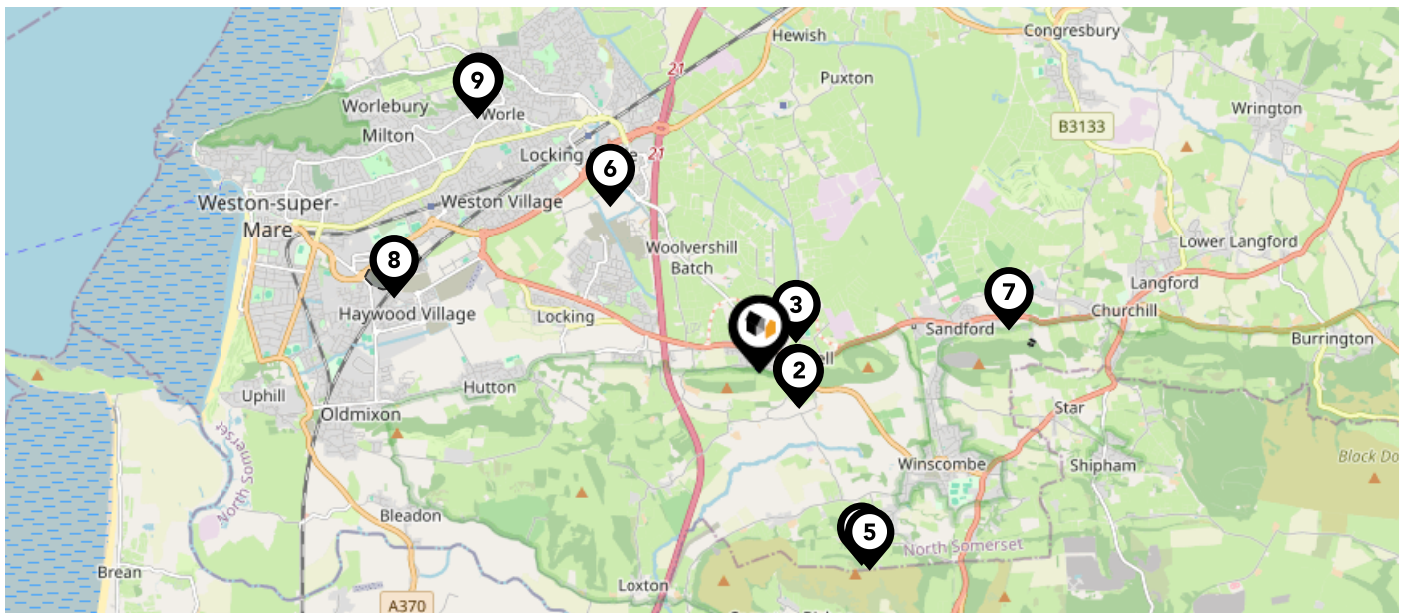 Hewish
Congresbury
21
Puxton
9
Worlebury
Worle
Wrington
Milton
B3133
Locking
21
6
Weston-super-
Mare
Weston Village
Woolvershill
Batch
Lower Langford
8
Langford
7
3
Haywood Village
Locking
Sandford
Churchill
Burrington
2
Hutton
Uphill
Oldmixon
Star
North Somerset
Winscombe
Shipham
Black Do
Bleadon
5
North Somerset
Brean
Loxton
A370